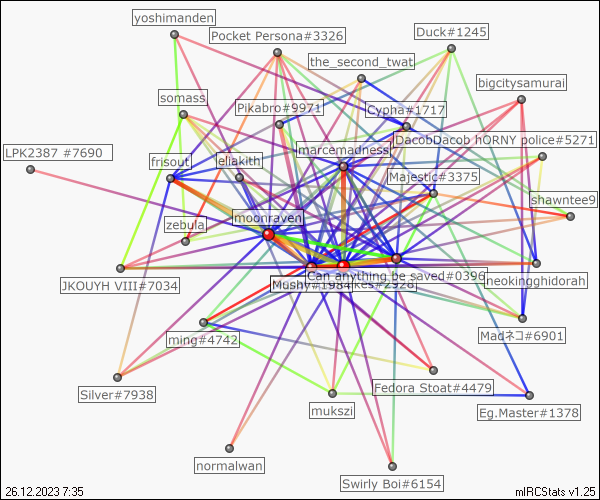 yoshimanden
Pocket Persona#3326
Duck#1245
the_second_twat
bigcitysamurai
somass
Pikabro#9971
Cypha#1717
DacobDacob hORNY police#5271
LPK2387 #7690
frisout
eliakith
marcemadness
Majestic#3375
shawntee9
zebula
moonraven
Can anything be saved#0396
neokingghidorah
JKOUYH VIII#7034
Mushy#1984
kes#2928
ming#4742
Madネコ#6901
Silver#7938
Fedora Stoat#4479
mukszi
Eg.Master#1378
normalwan
Swirly Boi#6154
26.12.2023 7:35
mIRCStats v1.25